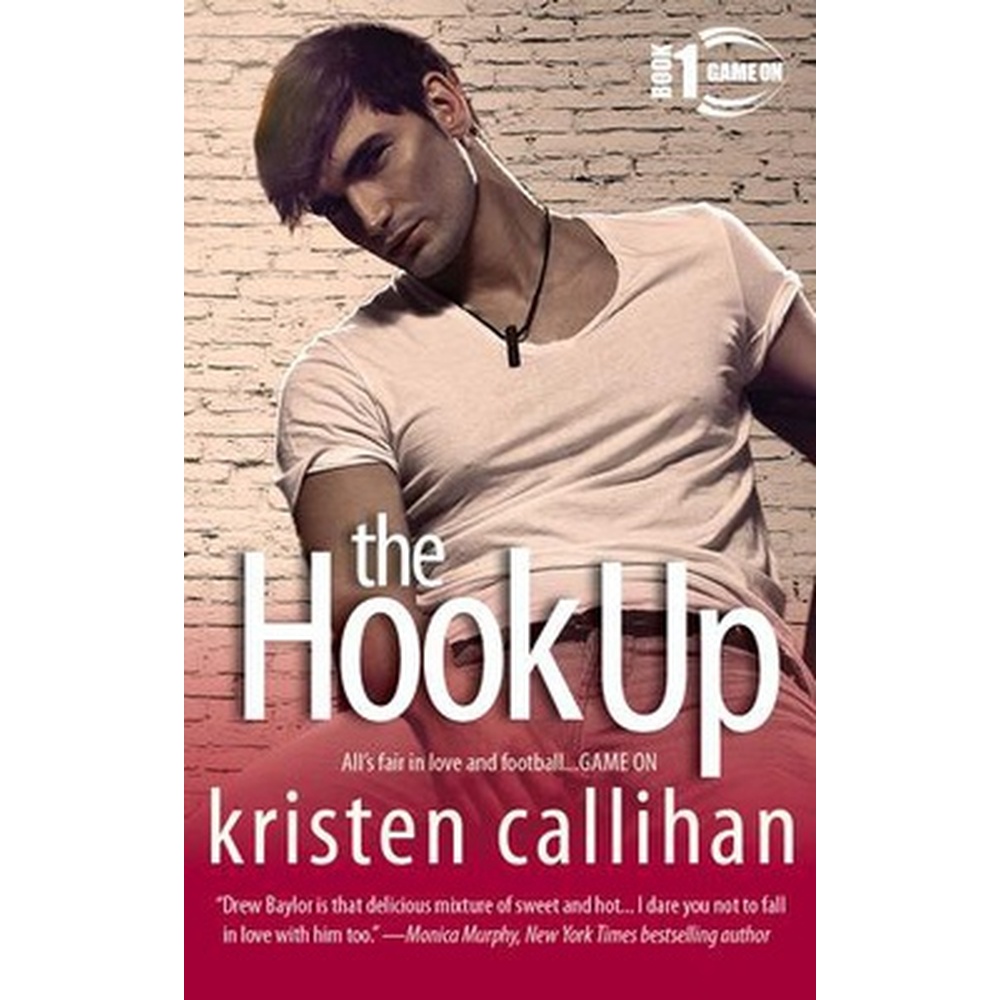 BOOK 1 GAME ON
the
Hook Up
All's fair in love and football...GAME ON
kristen callihan
“Drew Baylor is that delicious mixture of sweet and hot... I dare you not to fall
in love with him too.” —Monica Murphy, New York Times bestselling author